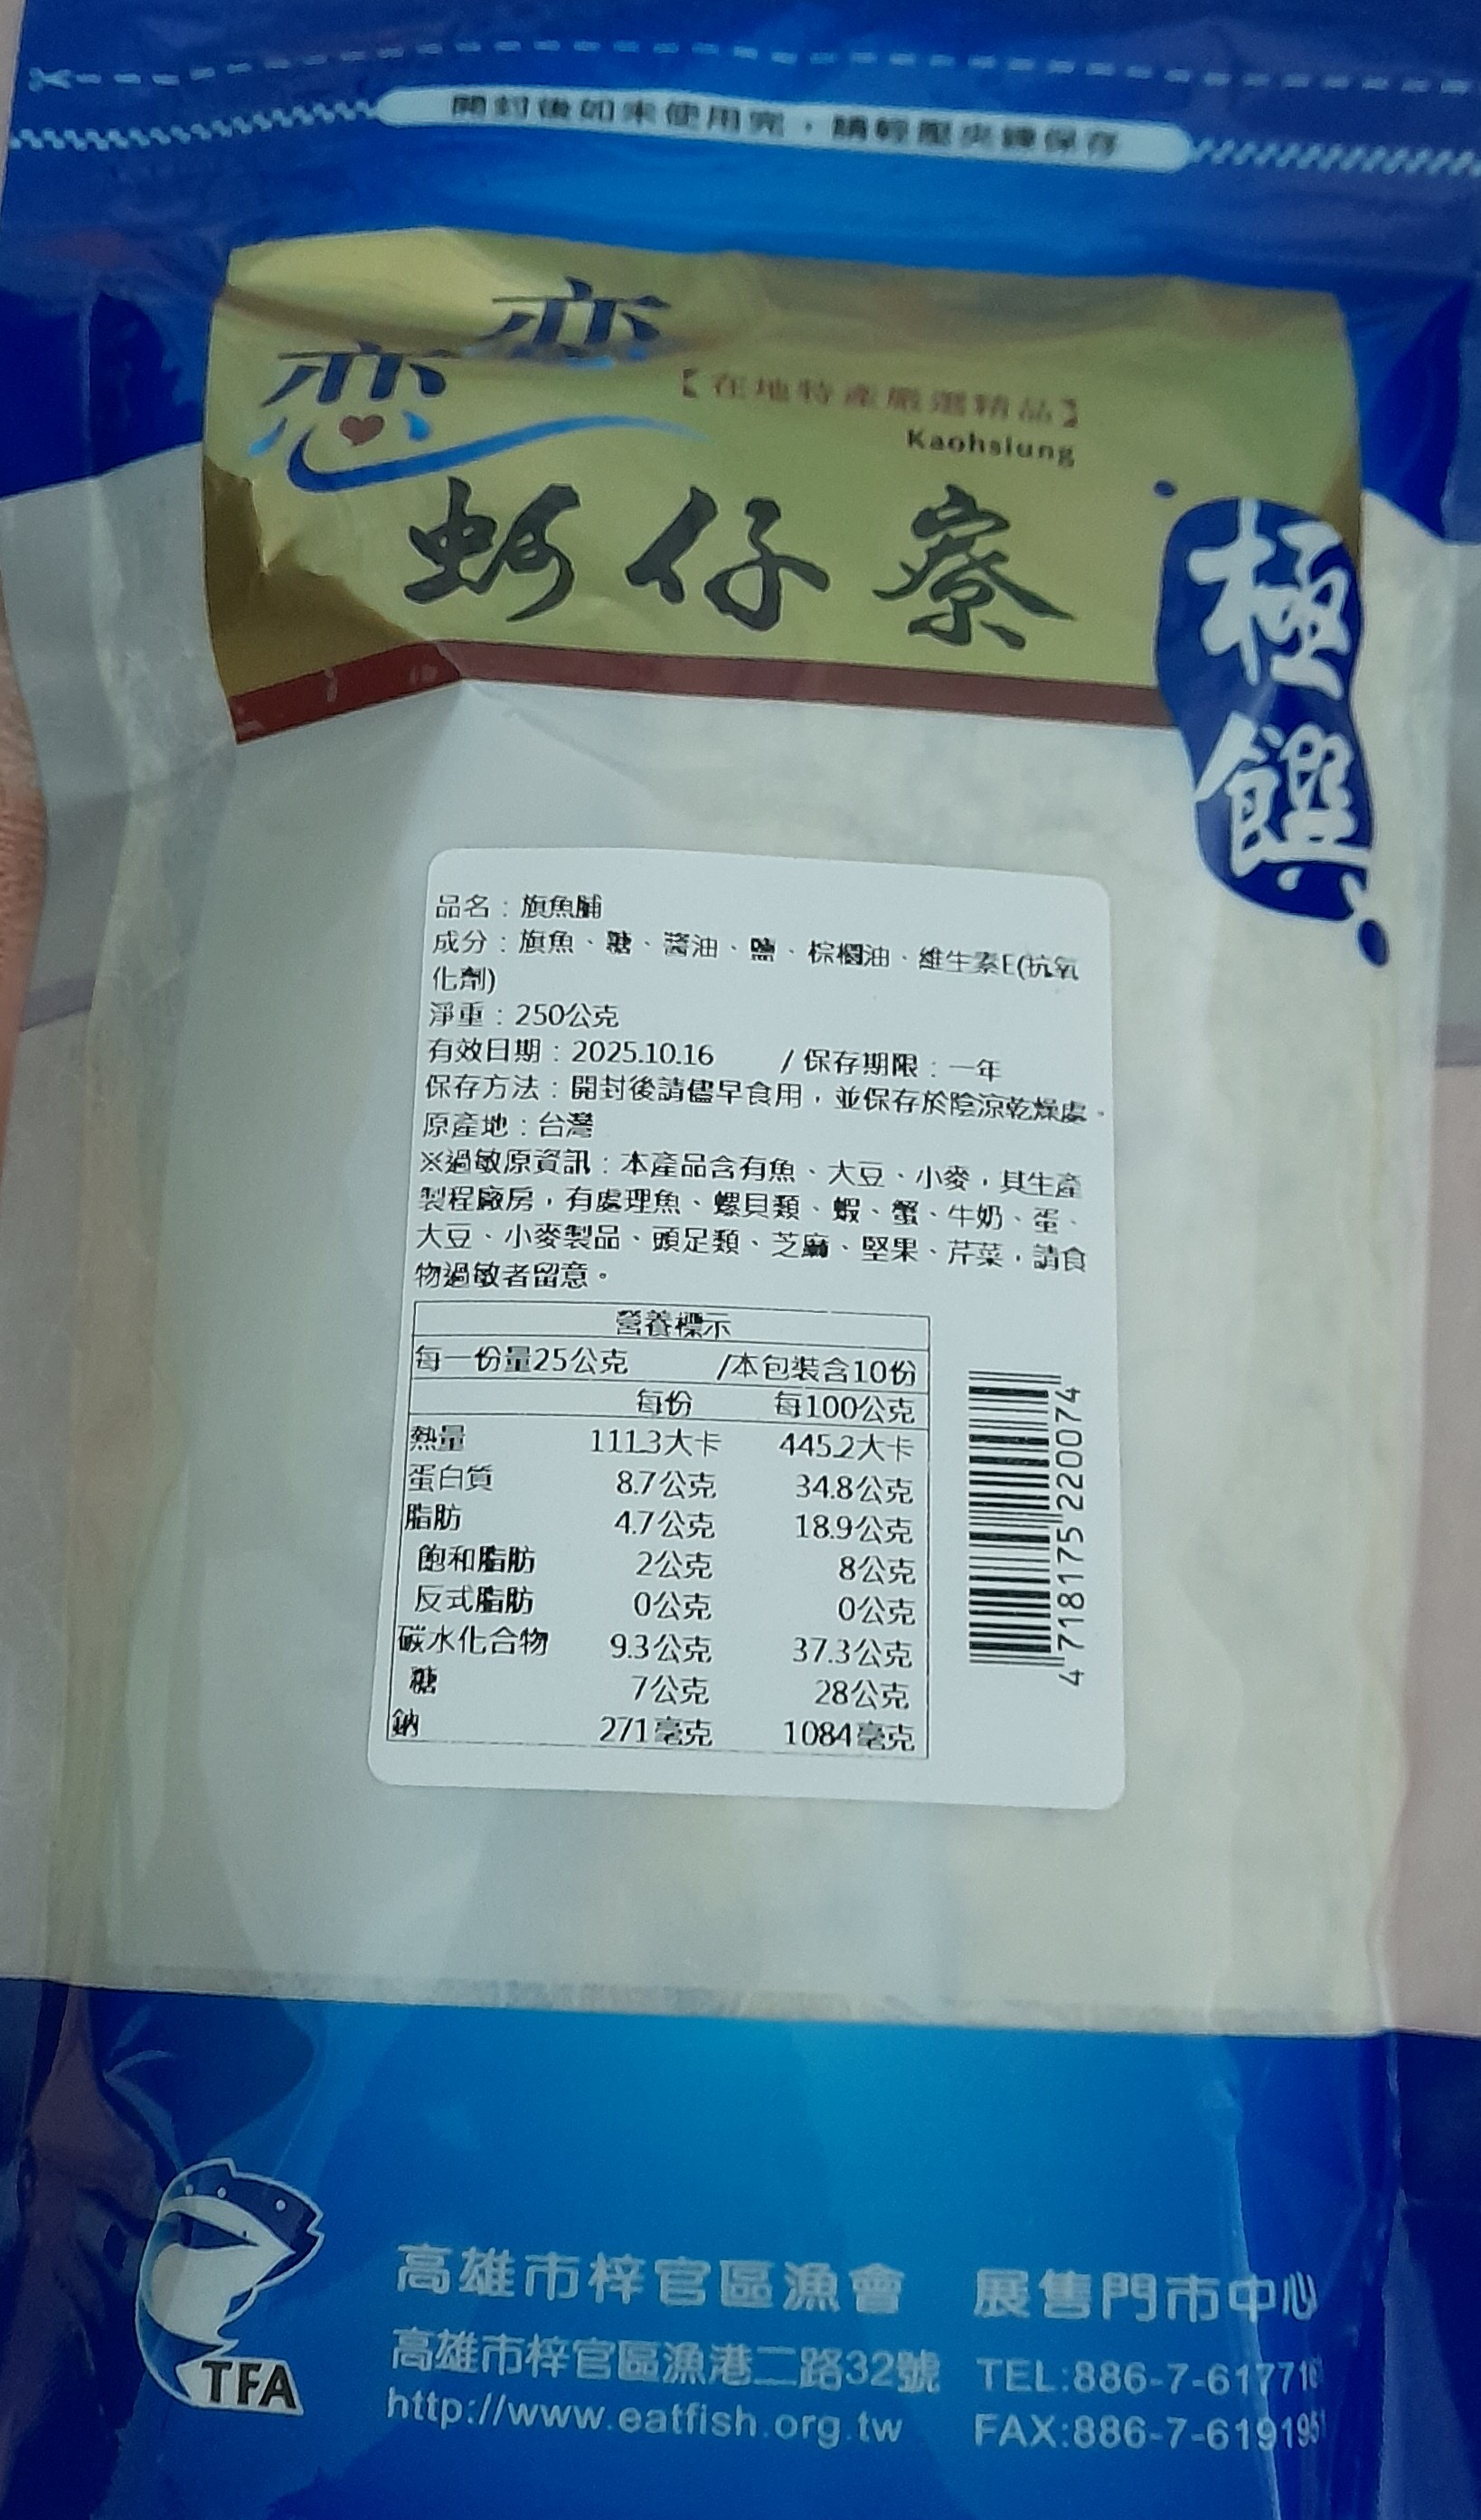 開封後如未使用完，請輕壓夾鏈保存
恋恋
【在地特產嚴選精品】
Kaohsiung
蚵仔寮
極饌
品名：旗魚脯
成分：旗魚、糖、醬油、鹽、棕櫚油、維生素E(抗氧
化劑)
淨重：250公克
有效日期：2025.10.16 /保存期限：一年
保存方法：開封後請儘早食用，並保存於陰涼乾燥處。
原產地：台灣
※過敏原資訊：本產品含有魚、大豆、小麥，其生產
製程廠房，有處理魚、螺貝類、蝦、蟹、牛奶、蛋、
大豆、小麥製品、頭足類、芝麻、堅果、芹菜，請食
物過敏者留意。
營養標示
每一份量25公克 /本包裝含10份
每份 每100公克
熱量 111.3大卡 445.2大卡
蛋白質 8.7公克 34.8公克
脂肪 4.7公克 18.9公克
飽和脂肪 2公克 8公克
反式脂肪 0公克 0公克
碳水化合物 9.3公克 37.3公克
糖 7公克 28公克
鈉 271毫克 1084毫克
4718175220074
TFA
高雄市梓官區漁會 展售門市中心
高雄市梓官區漁港二路32號 TEL:886-7-617716
http://www.eatfish.org.tw FAX:886-7-6191951